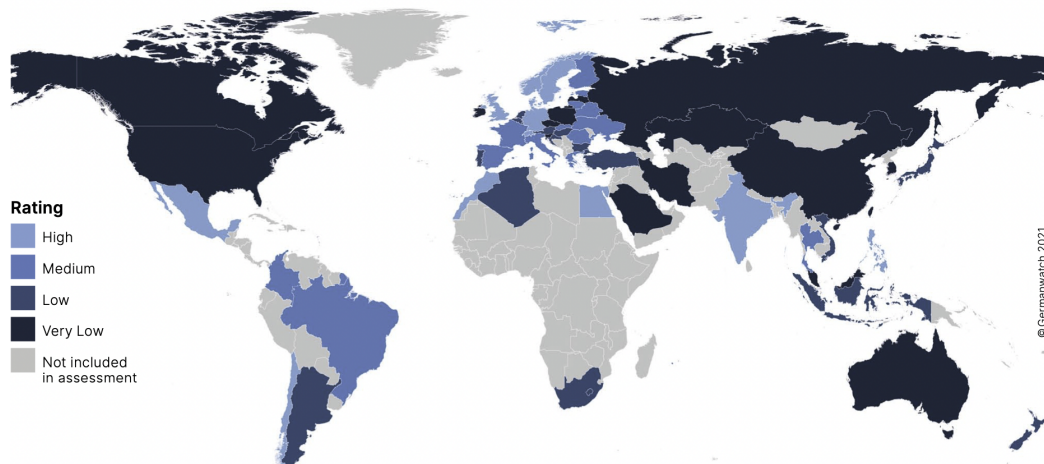 Rating
High
Medium
Low
Very Low
Not included
in assessment
© Germanwatch 2021